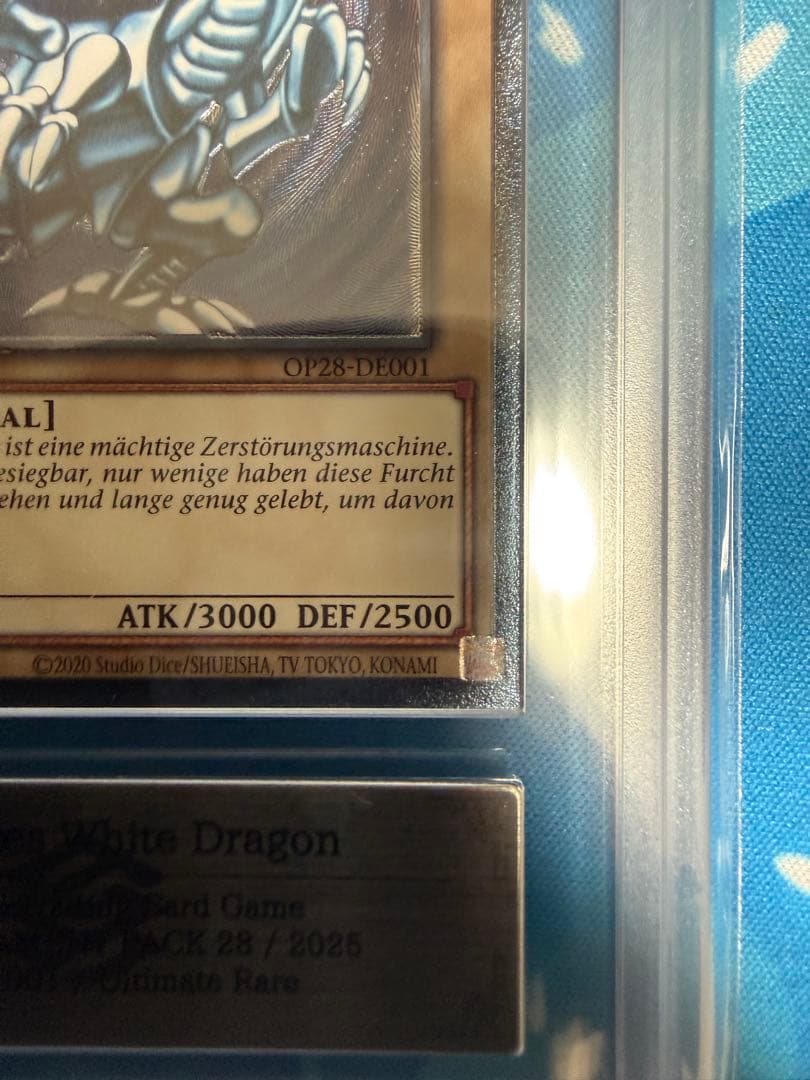 OP28-DE001
AL]
ist eine mächtige Zerstörungsmaschine.
esiegbar, nur wenige haben diese Furcht
ehen und lange genug gelebt, um davon
ATK/3000 DEF/2500
©2020 Studio Dice/SHUEISHA, TV TOKYO, KONAMI
White Dragon
Card Game
PACK 28 / 2025
/ Ultimate Rare